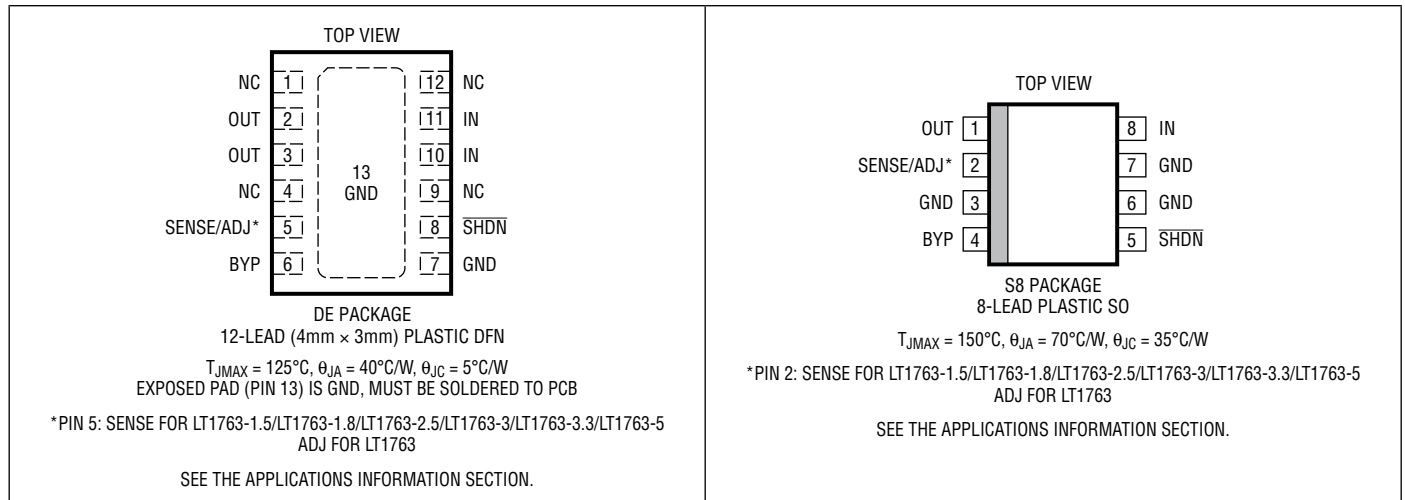 TOP VIEW
NC 1 12 NC
OUT 2 11 IN
OUT 3 10 IN
13
GND
NC 4 9 NC
SENSE/ADJ* 5 8 SHDN
BYP 6 7 GND
DE PACKAGE
12-LEAD (4mm × 3mm) PLASTIC DFN
TJMAX = 125°C, θJA = 40°C/W, θJC = 5°C/W
EXPOSED PAD (PIN 13) IS GND, MUST BE SOLDERED TO PCB
*PIN 5: SENSE FOR LT1763-1.5/LT1763-1.8/LT1763-2.5/LT1763-3/LT1763-3.3/LT1763-5
ADJ FOR LT1763
SEE THE APPLICATIONS INFORMATION SECTION.
TOP VIEW
OUT 1 8 IN
SENSE/ADJ* 2 7 GND
GND 3 6 GND
BYP 4 5 SHDN
S8 PACKAGE
8-LEAD PLASTIC SO
TJMAX = 150°C, θJA = 70°C/W, θJC = 35°C/W
*PIN 2: SENSE FOR LT1763-1.5/LT1763-1.8/LT1763-2.5/LT1763-3/LT1763-3.3/LT1763-5
ADJ FOR LT1763
SEE THE APPLICATIONS INFORMATION SECTION.